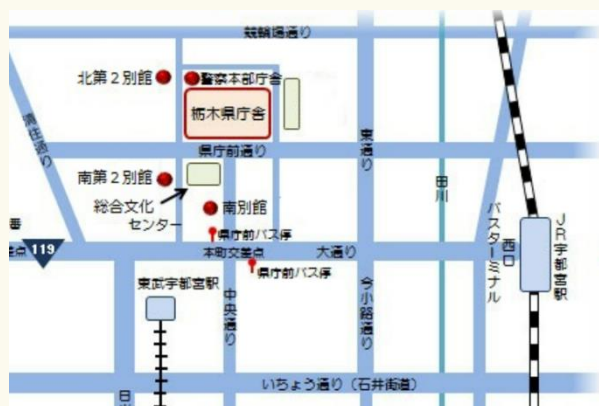 競輪場通り
北第２別館
警察本部庁舎
栃木県庁舎
清住通り
県庁前通り
東通り
南第２別館
田川
総合文化
センター
南別館
県庁前バス停
番
差点
119
本町交差点
大通り
県庁前バス停
西口
バスターミナル
ＪＲ宇都宮駅
東武宇都宮駅
中央通り
今小路通り
いちょう通り（石井街道）